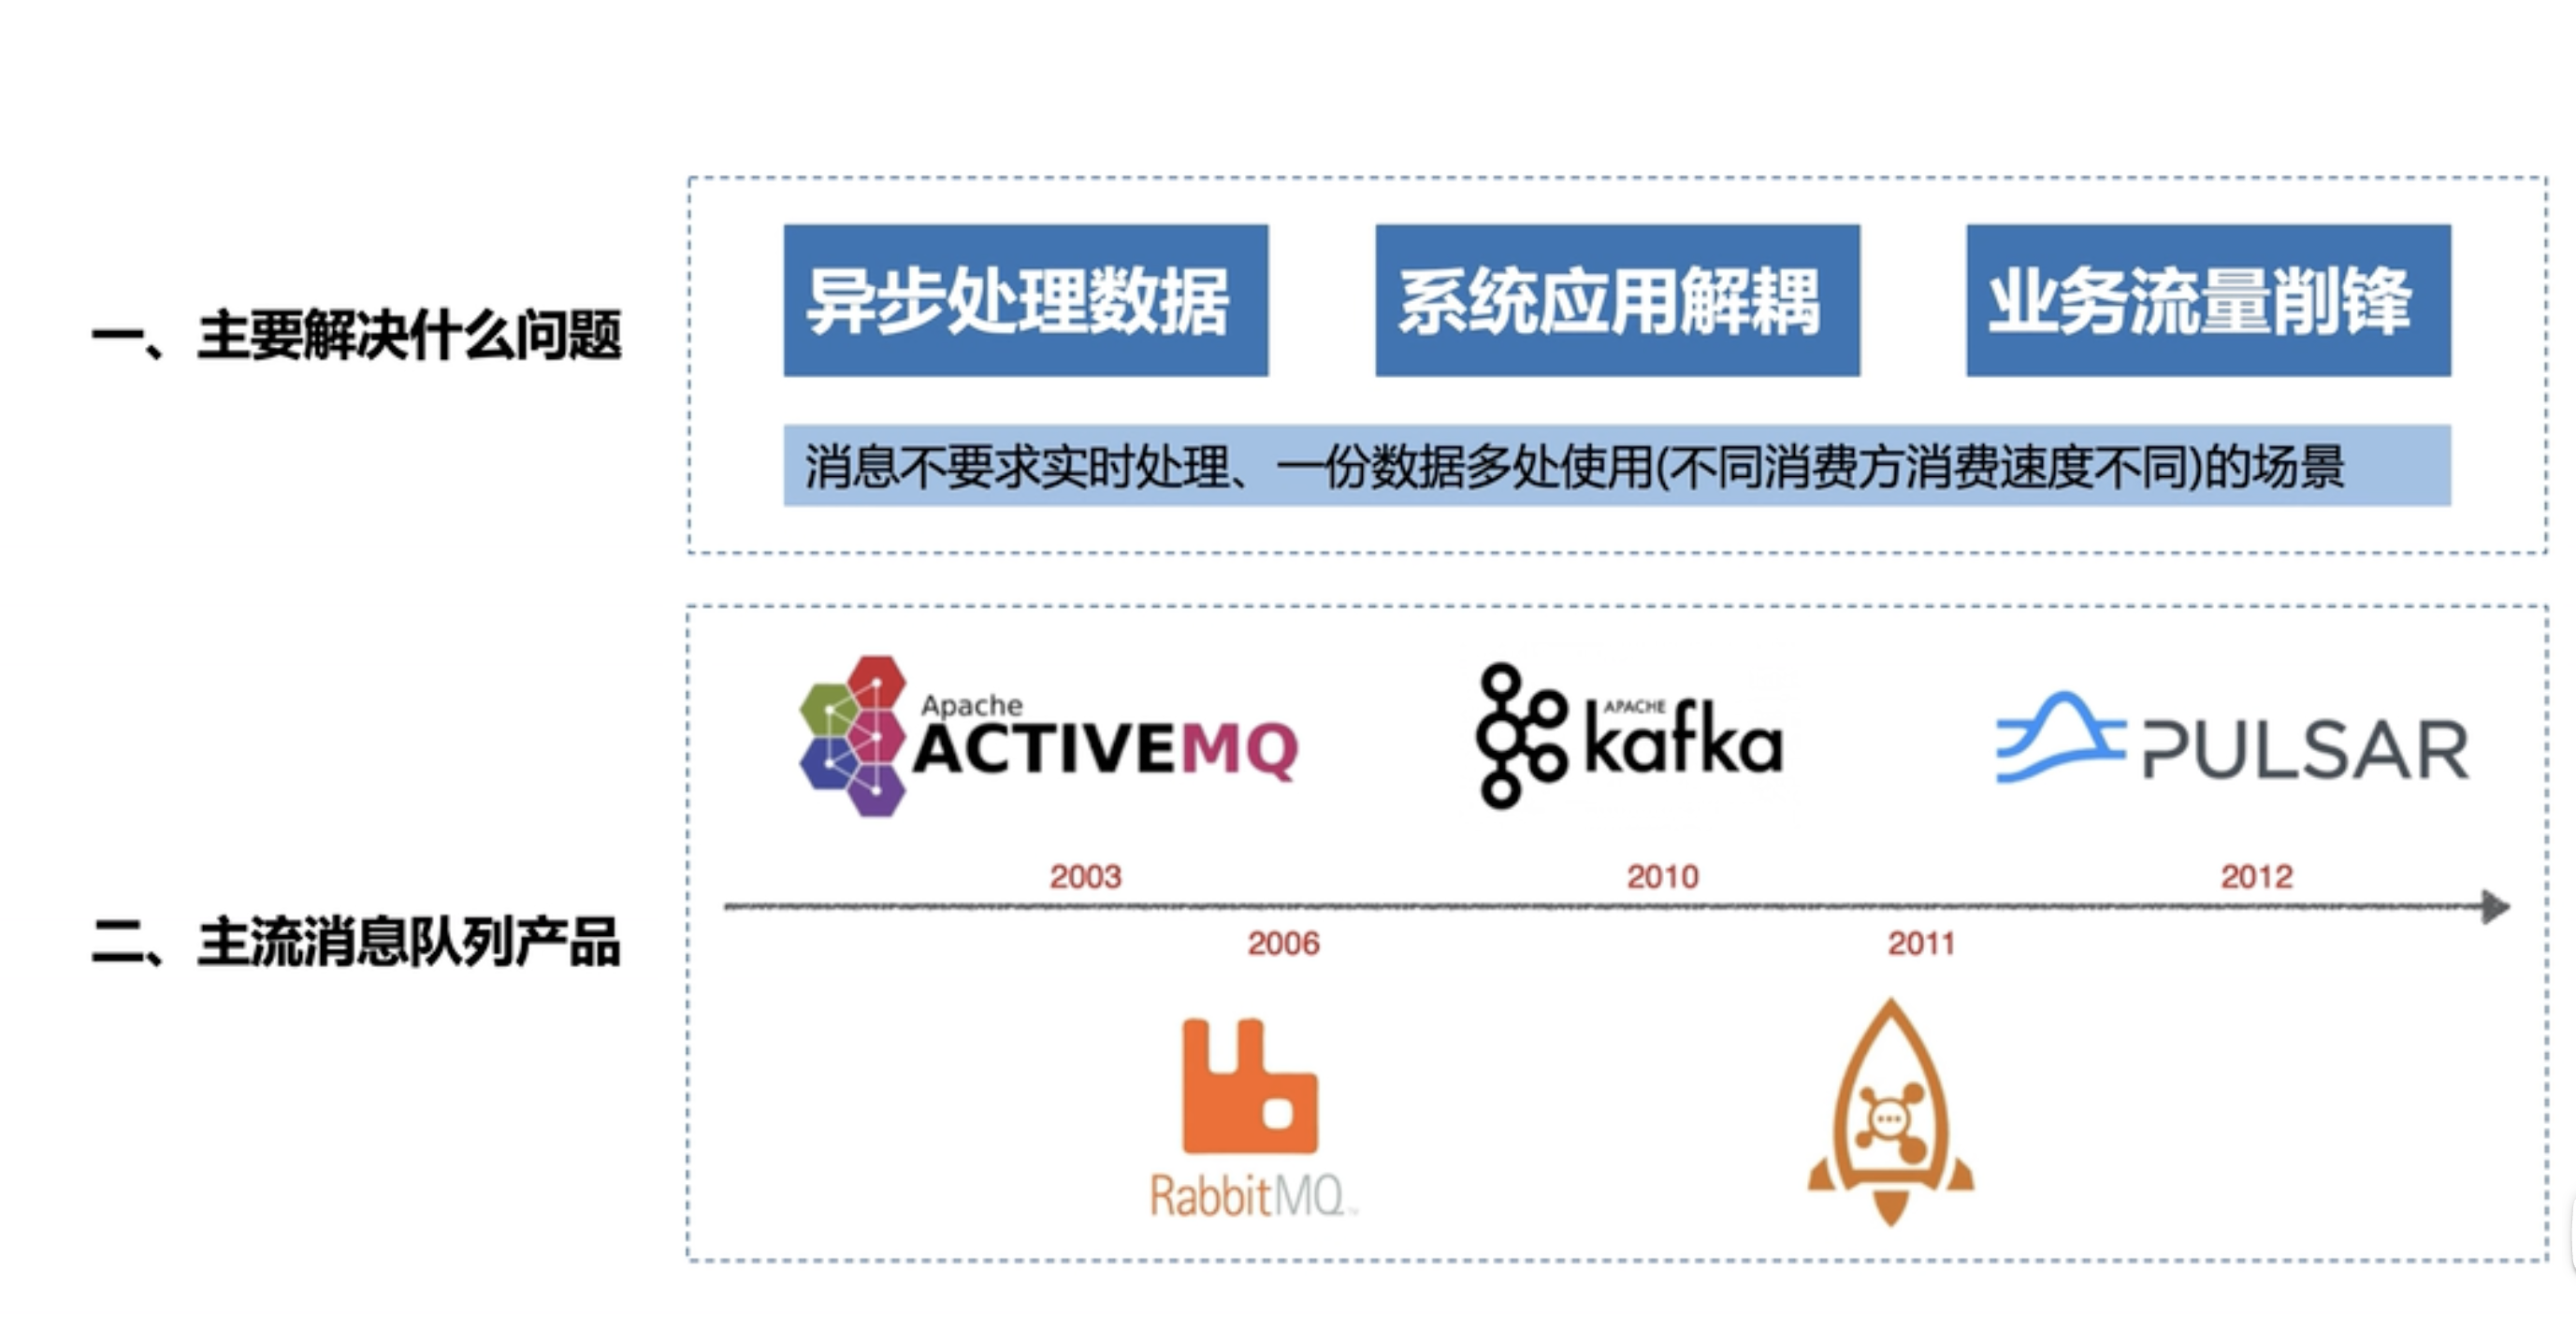 一、主要解决什么问题
异步处理数据
系统应用解耦
业务流量削锋
消息不要求实时处理、一份数据多处使用(不同消费方消费速度不同)的场景
二、主流消息队列产品
Apache
ACTIVEMQ
APACHE
kafka
PULSAR
2003
2010
2012
2006
2011
RabbitMQ